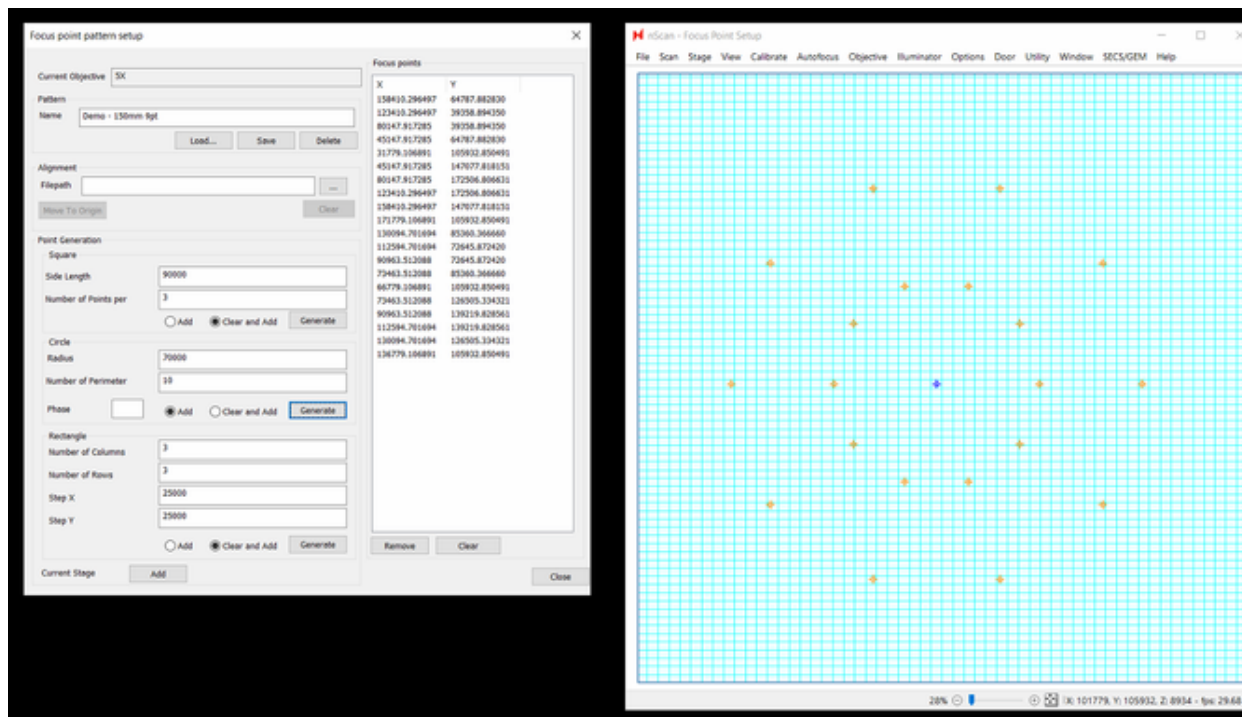 Focus point pattern setup
Current Objective 5X
Pattern
Name Demo - 150mm 9pt
Load... Save Delete
Alignment
Filepath ...
Move To Origin Clear
Point Generation
Square
Side Length 90000
Number of Points per 3
Add Clear and Add Generate
Circle
Radius 70000
Number of Perimeter 10
Phase Add Clear and Add Generate
Rectangle
Number of Columns 3
Number of Rows 3
Step X 25000
Step Y 25000
Add Clear and Add Generate
Current Stage Add
Focus points
X Y
158410.296497 64787.882830
123410.296497 39358.894350
80147.917285 39358.894350
45147.917285 64787.882830
31779.106891 105932.850491
45147.917285 147077.818151
80147.917285 172506.806631
123410.296497 172506.806631
158410.296497 147077.818151
171779.106891 105932.850491
130094.701694 85360.366660
112594.701694 72645.872420
90963.512088 72645.872420
73463.512088 85360.366660
66779.106891 105932.850491
73463.512088 126505.334321
90963.512088 139219.828561
112594.701694 139219.828561
130094.701694 126505.334321
136779.106891 105932.850491
Remove Clear
Close
nScan - Focus Point Setup
File Scan Stage View Calibrate Autofocus Objective Illuminator Options Door Utility Window SECS/GEM Help
28% X: 101779, Y: 105932, Z: 8934 - fps: 29.68